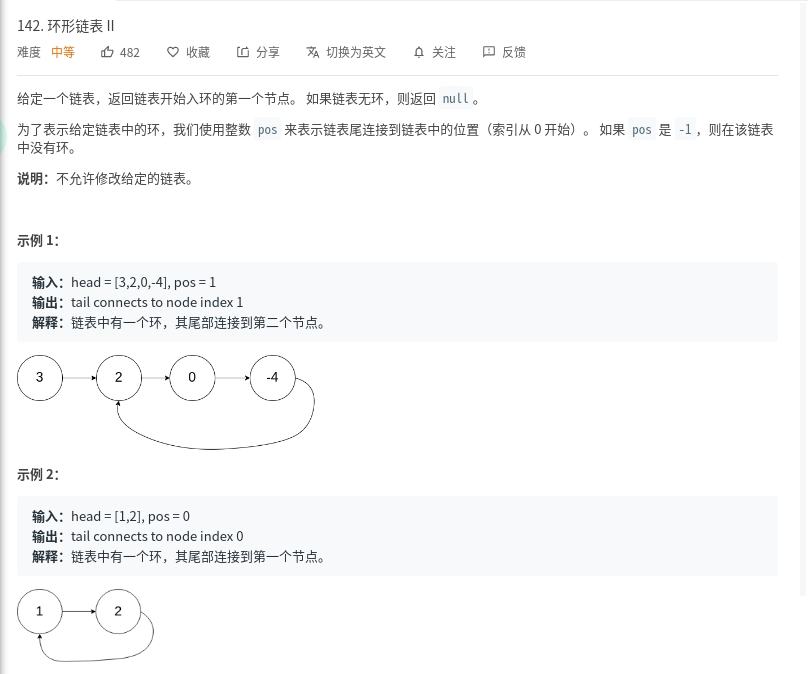 142. 环形链表 II
难度 中等 482 收藏 分享 切换为英文 关注 反馈
给定一个链表，返回链表开始入环的第一个节点。 如果链表无环，则返回 null 。
为了表示给定链表中的环，我们使用整数 pos 来表示链表尾连接到链表中的位置（索引从 0 开始）。 如果 pos 是 -1，则在该链表
中没有环。
说明：不允许修改给定的链表。
示例 1：
输入：head = [3,2,0,-4], pos = 1
输出：tail connects to node index 1
解释：链表中有一个环，其尾部连接到第二个节点。
3 2 0 -4
示例 2：
输入：head = [1,2], pos = 0
输出：tail connects to node index 0
解释：链表中有一个环，其尾部连接到第一个节点。
1 2